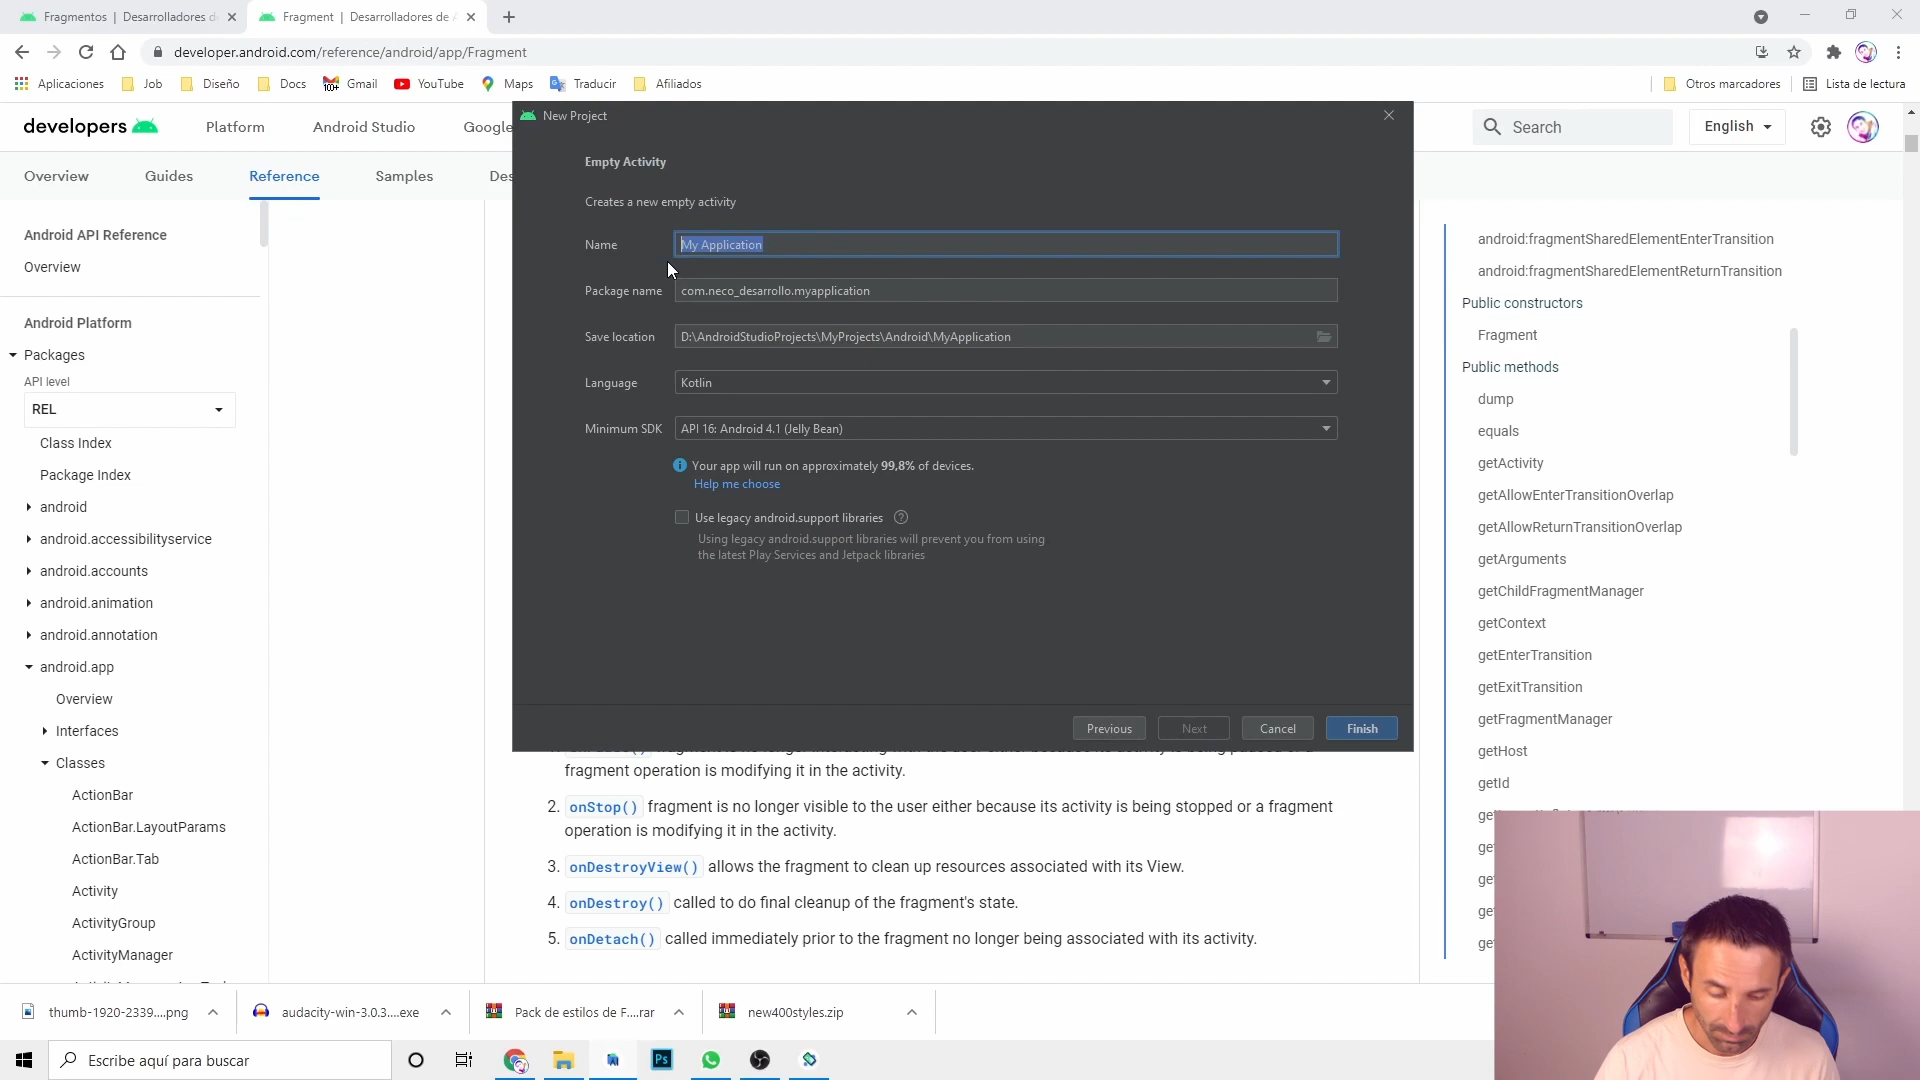 Fragmentos | Desarrolladores de
Fragment | Desarrolladores de A
developer.android.com/reference/android/app/Fragment
Aplicaciones
Job
Diseño
Docs
100+
Gmail
YouTube
Maps
Traducir
Afiliados
Otros marcadores
Lista de lectura
developers
Platform
Android Studio
Google
Search
English
Overview
Guides
Reference
Samples
Des
Android API Reference
Overview
Android Platform
Packages
API level
REL
Class Index
Package Index
android
android.accessibilityservice
android.accounts
android.animation
android.annotation
android.app
Overview
Interfaces
Classes
ActionBar
ActionBar.LayoutParams
ActionBar.Tab
Activity
ActivityGroup
ActivityManager
New Project
Empty Activity
Creates a new empty activity
Name
My Application
Package name
com.neco_desarrollo.myapplication
Save location
D:\AndroidStudioProjects\MyProjects\Android\MyApplication
Language
Kotlin
Minimum SDK
API 16: Android 4.1 (Jelly Bean)
Your app will run on approximately 99,8% of devices.
Help me choose
Use legacy android.support libraries
Using legacy android.support libraries will prevent you from using
the latest Play Services and Jetpack libraries
Previous
Next
Cancel
Finish
fragment operation is modifying it in the activity.
2. onStop() fragment is no longer visible to the user either because its activity is being stopped or a fragment
operation is modifying it in the activity.
3. onDestroyView() allows the fragment to clean up resources associated with its View.
4. onDestroy() called to do final cleanup of the fragment's state.
5. onDetach() called immediately prior to the fragment no longer being associated with its activity.
android:fragmentSharedElementEnterTransition
android:fragmentSharedElementReturnTransition
Public constructors
Fragment
Public methods
dump
equals
getActivity
getAllowEnterTransitionOverlap
getAllowReturnTransitionOverlap
getArguments
getChildFragmentManager
getContext
getEnterTransition
getExitTransition
getFragmentManager
getHost
getId
ge
ge
ge
ge
ge
thumb-1920-2339....png
audacity-win-3.0.3....exe
Pack de estilos de F....rar
new400styles.zip
Escribe aquí para buscar
Ps